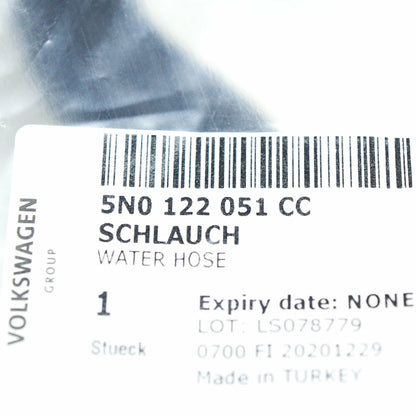 VOLKSWAGEN
GROUP
5N0 122 051 CC
SCHLAUCH
WATER HOSE
1
Stueck
Expiry date: NONE
LOT: LS078779
0700 FI 20201229
Made in TURKEY